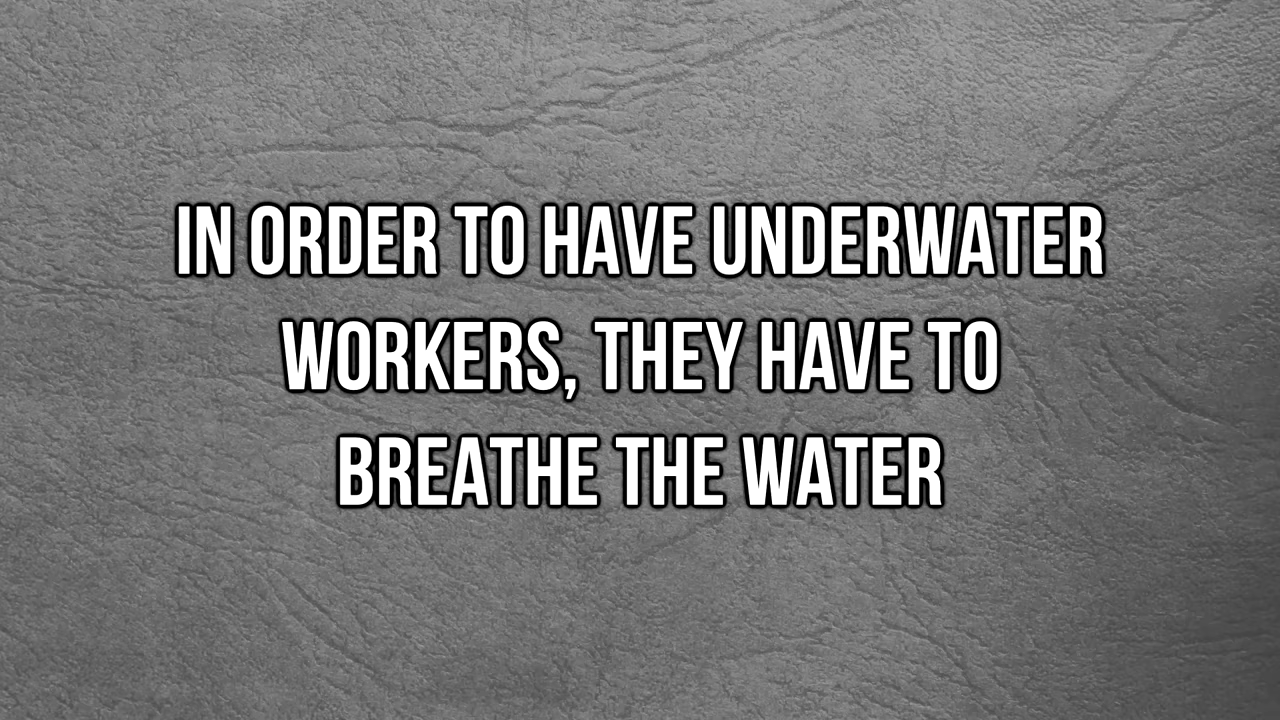 IN ORDER TO HAVE UNDERWATER
WORKERS, THEY HAVE TO
BREATHE THE WATER